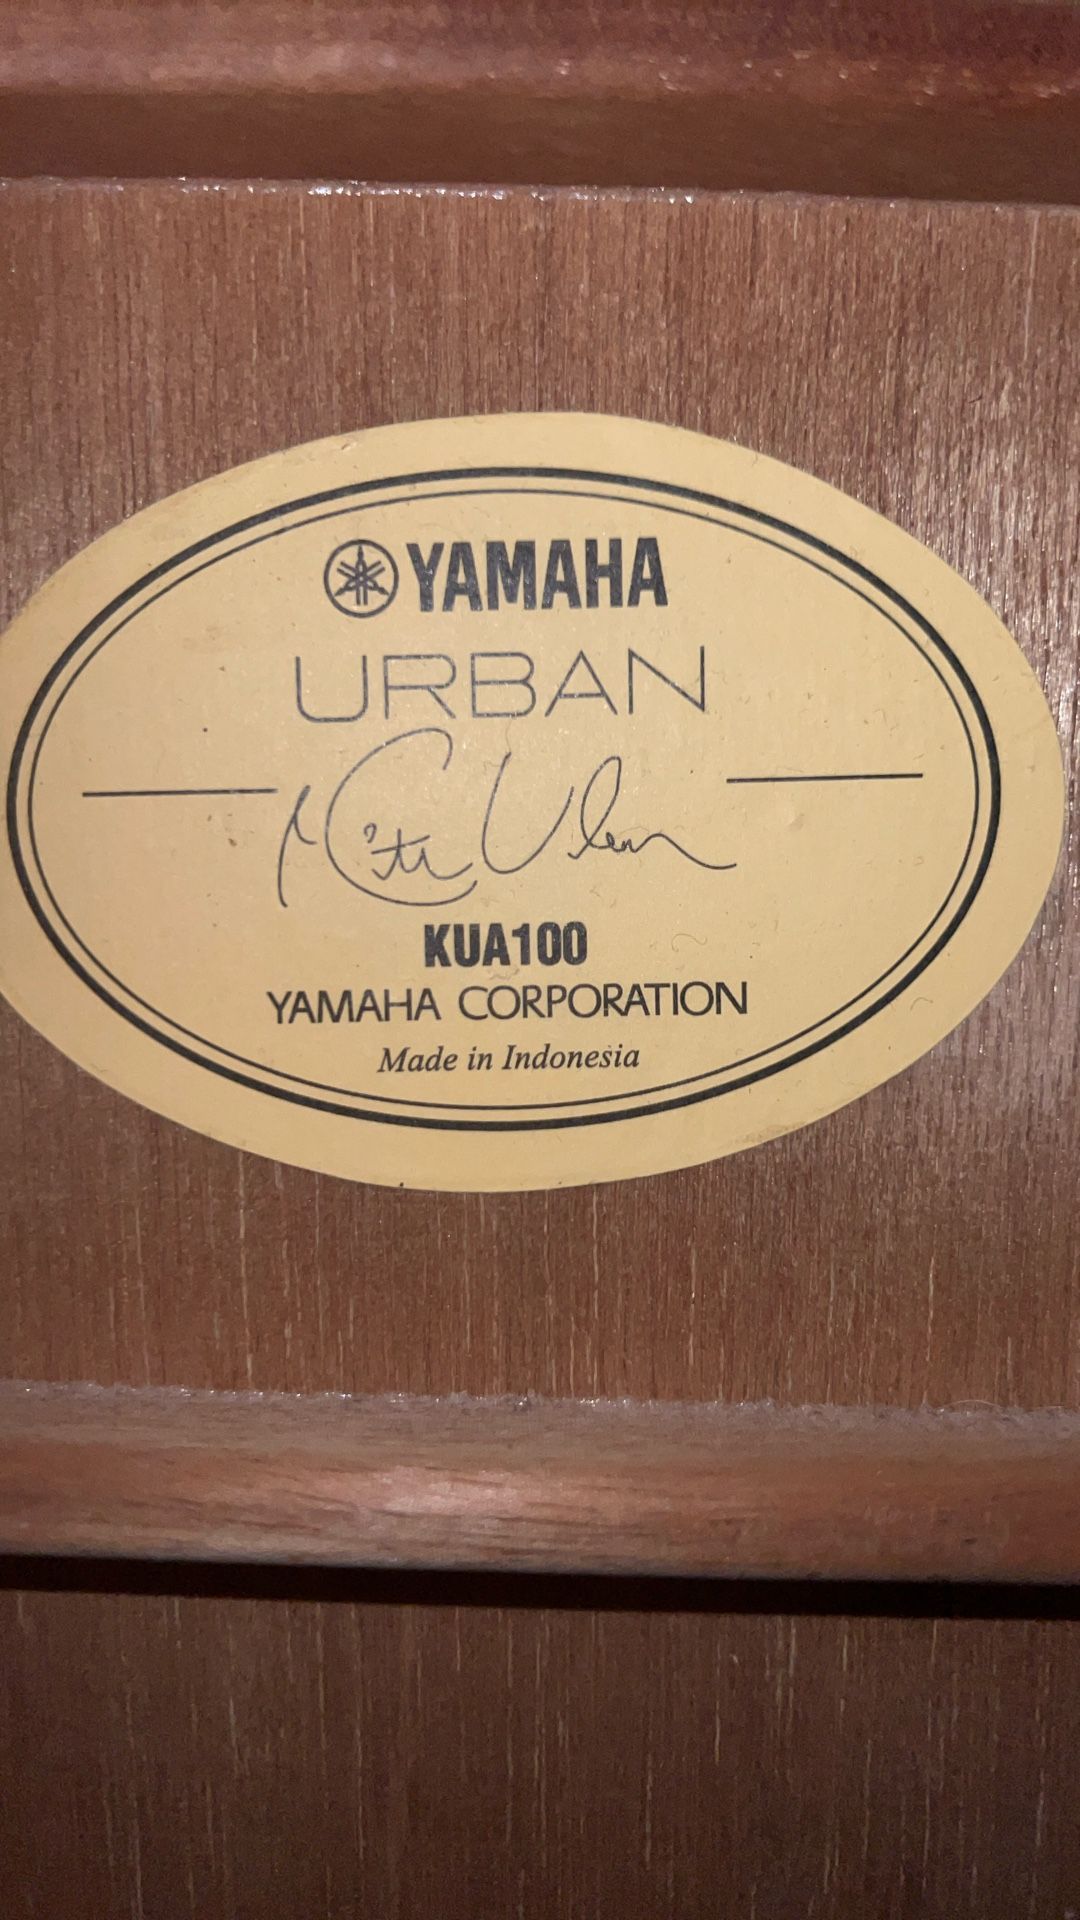 YAMAHA
URBAN
KUA100
YAMAHA CORPORATION
Made in Indonesia